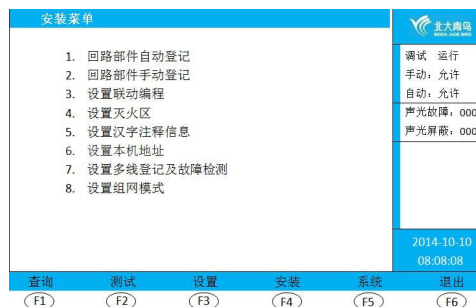 安装菜单
1. 回路部件自动登记
2. 回路部件手动登记
3. 设置联动编程
4. 设置灭火区
5. 设置汉字注释信息
6. 设置本机地址
7. 设置多线登记及故障检测
8. 设置组网模式
北大青鸟
BEIDA JADE BIRD
调试 运行
手动：允许
自动：允许
声光故障：000
声光屏蔽：000
2014-10-10
08:08:08
查询 测试 设置 安装 系统 退出
F1 F2 F3 F4 F5 F6